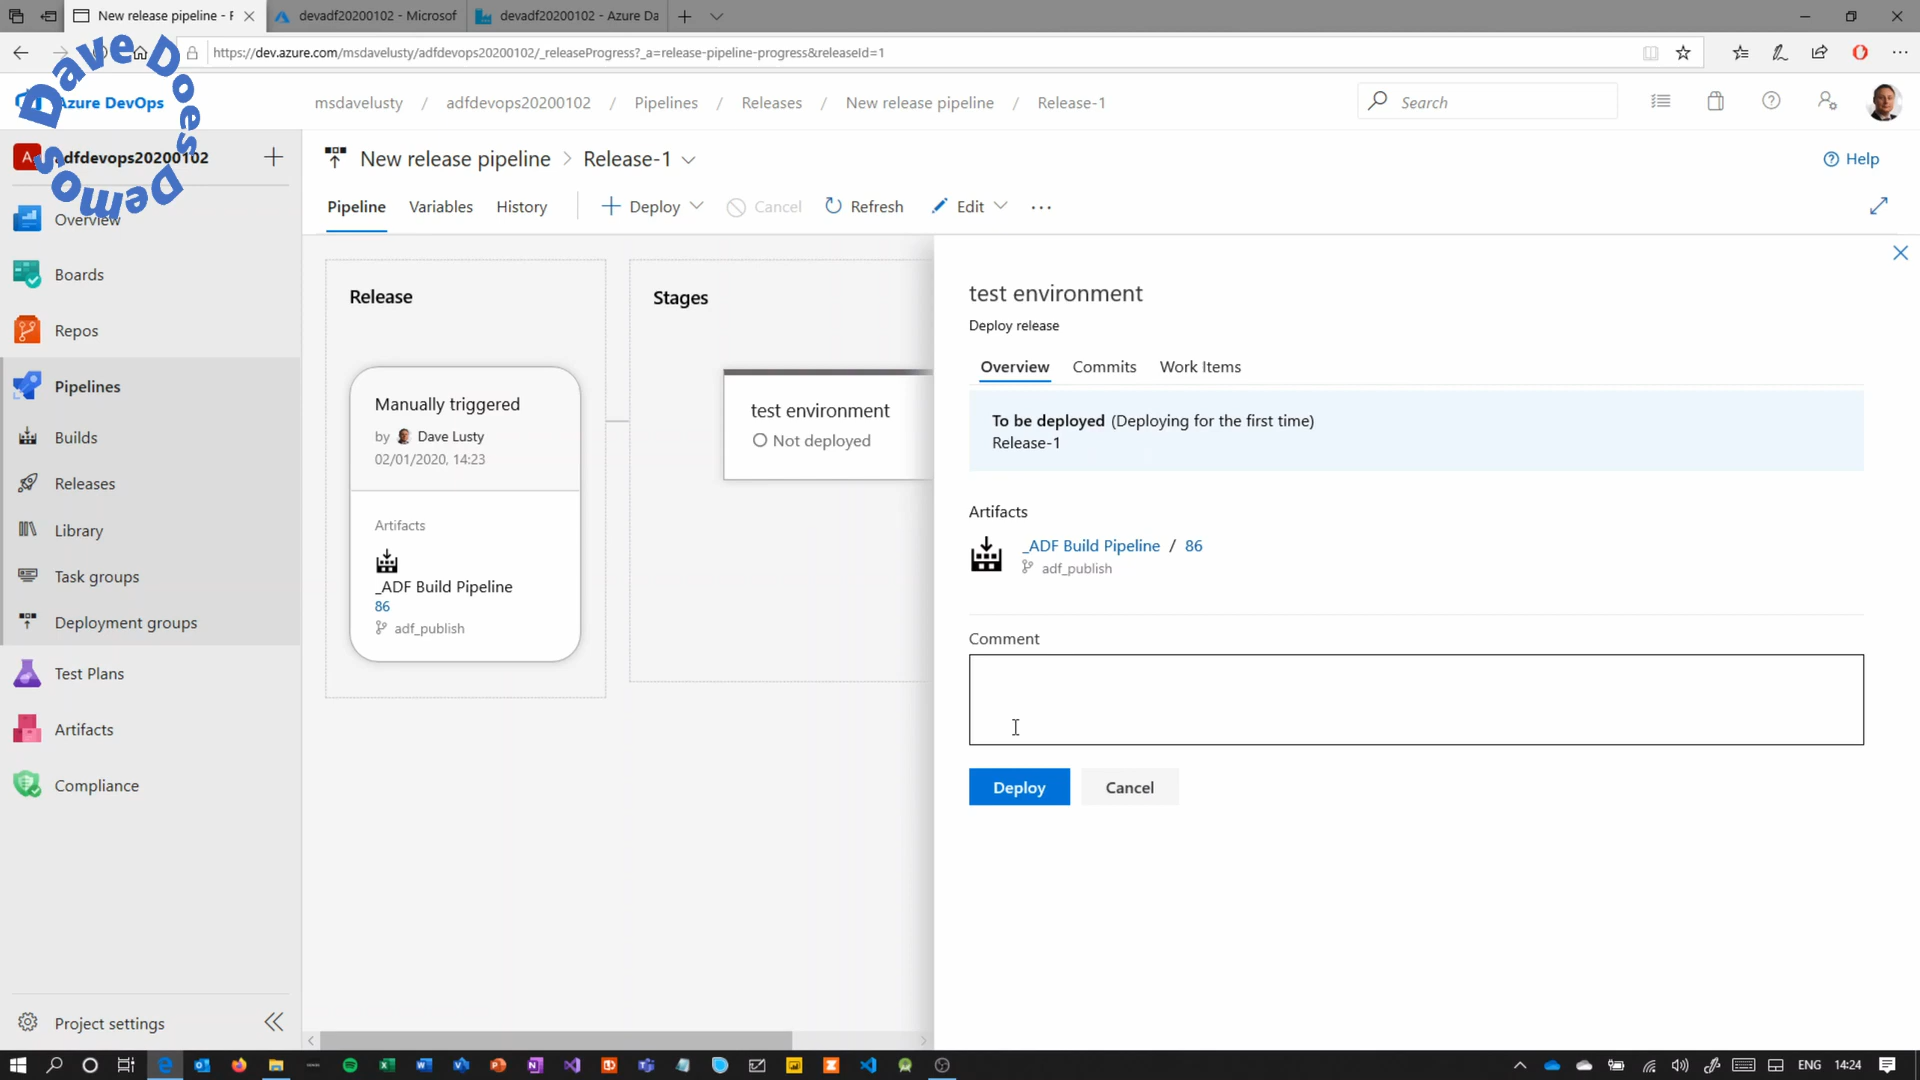 New release pipeline - F
devadf20200102 - Microsof
devadf20200102 - Azure Da
https://dev.azure.com/msdavelusty/adfdevops20200102/_releaseProgress?_a=release-pipeline-progress&releaseId=1
Dave Does Demos
Azure DevOps
msdavelusty / adfdevops20200102 / Pipelines / Releases / New release pipeline / Release-1
Search
A
adfdevops20200102
New release pipeline > Release-1
Help
Pipeline
Variables
History
Deploy
Cancel
Refresh
Edit
Overview
Boards
Repos
Pipelines
Builds
Releases
Library
Task groups
Deployment groups
Test Plans
Artifacts
Compliance
Project settings
Release
Manually triggered
by Dave Lusty
02/01/2020, 14:23
Artifacts
_ADF Build Pipeline
86
adf_publish
Stages
test environment
Not deployed
test environment
Deploy release
Overview
Commits
Work Items
To be deployed (Deploying for the first time)
Release-1
Artifacts
_ADF Build Pipeline / 86
adf_publish
Comment
Deploy
Cancel
ENG
14:24